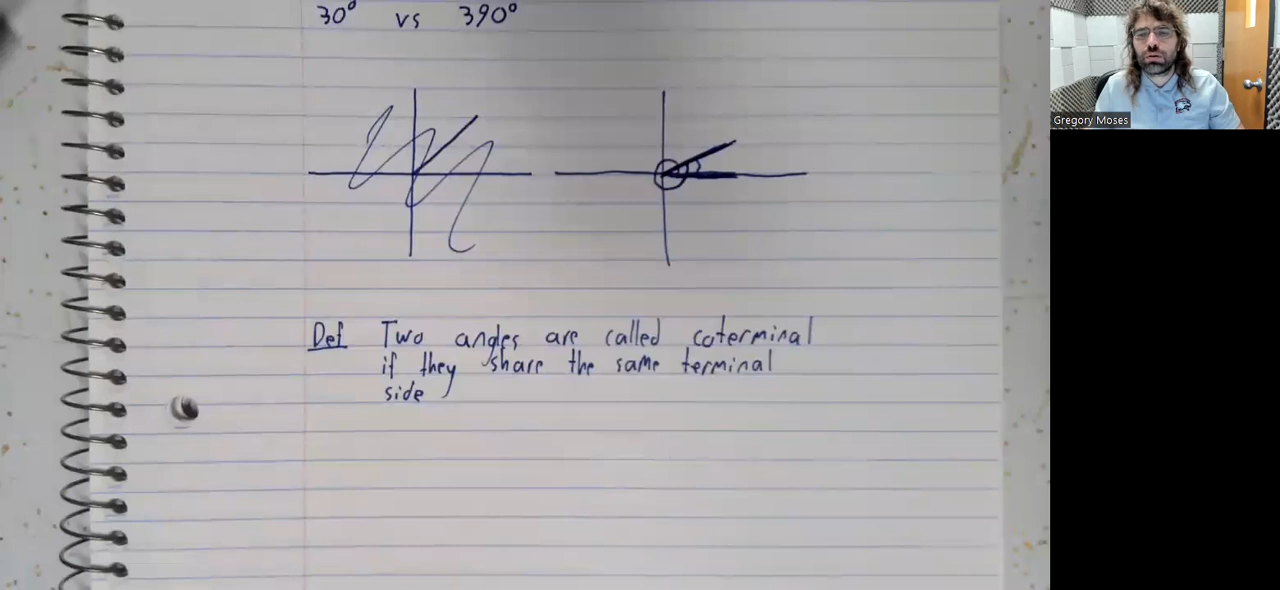 30° vs 390°
Def Two angles are called coterminal
if they share the same terminal
side
Gregory Moses